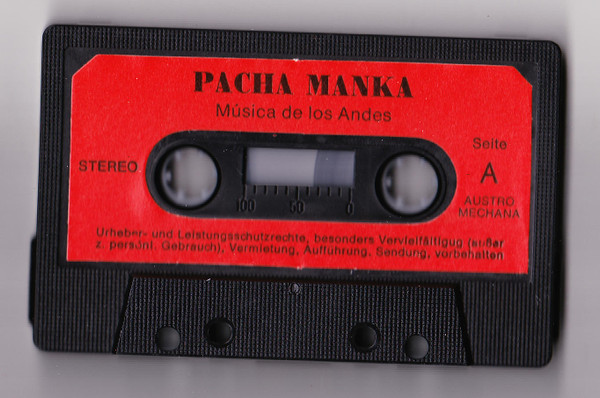 PACHA MANKA
Música de los Andes
STEREO
Seite
A
AUSTRO
MECHANA
100 50 0
Urheber- und Leistungsschutzrechte, besonders Vervielfältigug (außer
z. persönl. Gebrauch), Vermietung, Aufführung, Sendung, vorbehalten